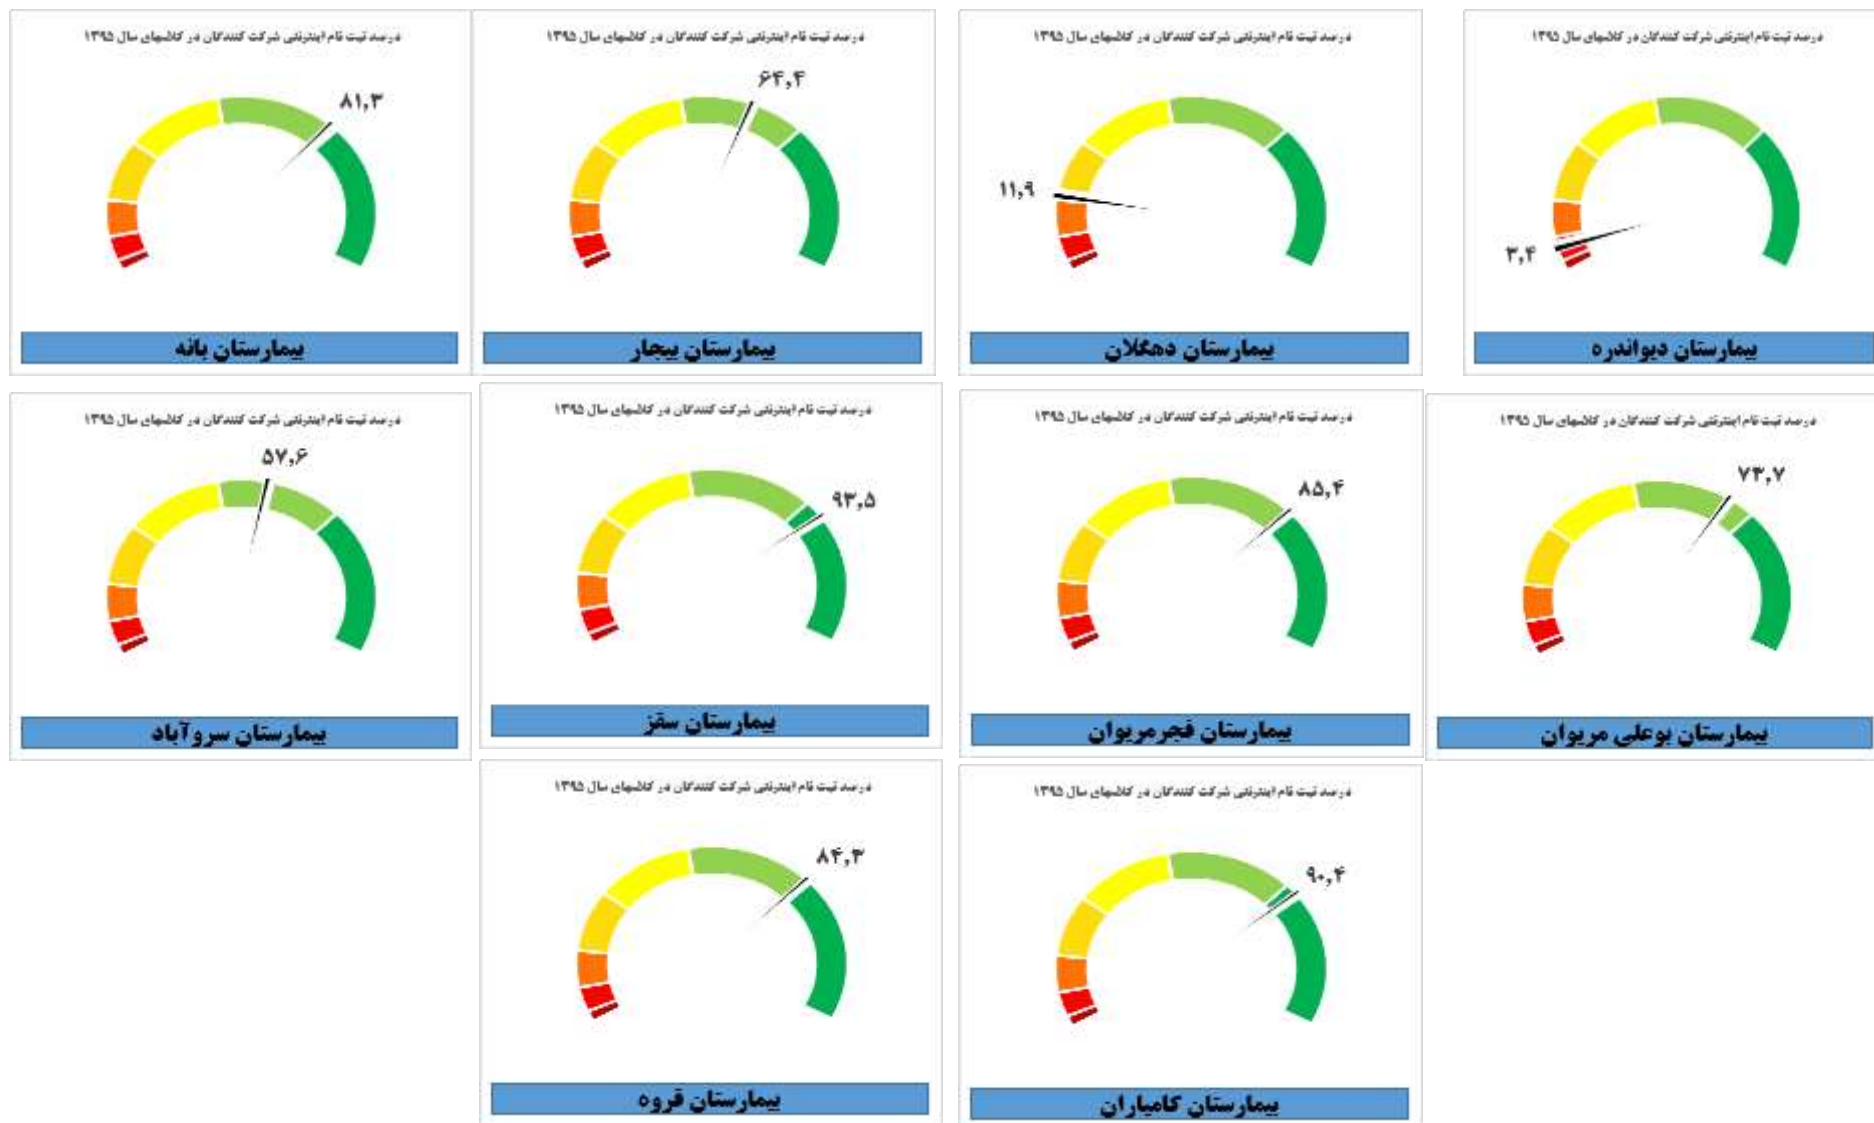 درصد ثبت نام اینترنتی شرکت کنندگان در کلاسهای سال ۱۳۹۵
۸۱,۳
بیمارستان بانه
درصد ثبت نام اینترنتی شرکت کنندگان در کلاسهای سال ۱۳۹۵
۶۴,۴
بیمارستان بیجار
درصد ثبت نام اینترنتی شرکت کنندگان در کلاسهای سال ۱۳۹۵
۱۱,۹
بیمارستان دهگلان
درصد ثبت نام اینترنتی شرکت کنندگان در کلاسهای سال ۱۳۹۵
۳,۴
بیمارستان دیواندره
درصد ثبت نام اینترنتی شرکت کنندگان در کلاسهای سال ۱۳۹۵
۵۷,۶
بیمارستان سروآباد
درصد ثبت نام اینترنتی شرکت کنندگان در کلاسهای سال ۱۳۹۵
۹۳,۵
بیمارستان سقز
درصد ثبت نام اینترنتی شرکت کنندگان در کلاسهای سال ۱۳۹۵
۸۵,۴
بیمارستان فجرمریوان
درصد ثبت نام اینترنتی شرکت کنندگان در کلاسهای سال ۱۳۹۵
۷۳,۷
بیمارستان بوعلی مریوان
درصد ثبت نام اینترنتی شرکت کنندگان در کلاسهای سال ۱۳۹۵
۸۴,۳
بیمارستان قروه
درصد ثبت نام اینترنتی شرکت کنندگان در کلاسهای سال ۱۳۹۵
۹۰,۴
بیمارستان کامیاران